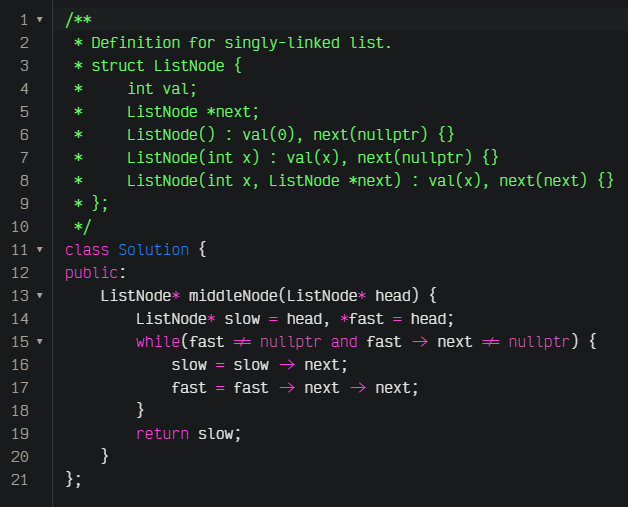 1 /**
2  * Definition for singly-linked list.
3  * struct ListNode {
4  *     int val;
5  *     ListNode *next;
6  *     ListNode() : val(0), next(nullptr) {}
7  *     ListNode(int x) : val(x), next(nullptr) {}
8  *     ListNode(int x, ListNode *next) : val(x), next(next) {}
9  * };
10  */
11 class Solution {
12 public:
13     ListNode* middleNode(ListNode* head) {
14         ListNode* slow = head, *fast = head;
15         while(fast != nullptr and fast -> next != nullptr) {
16             slow = slow -> next;
17             fast = fast -> next -> next;
18         }
19         return slow;
20     }
21 };